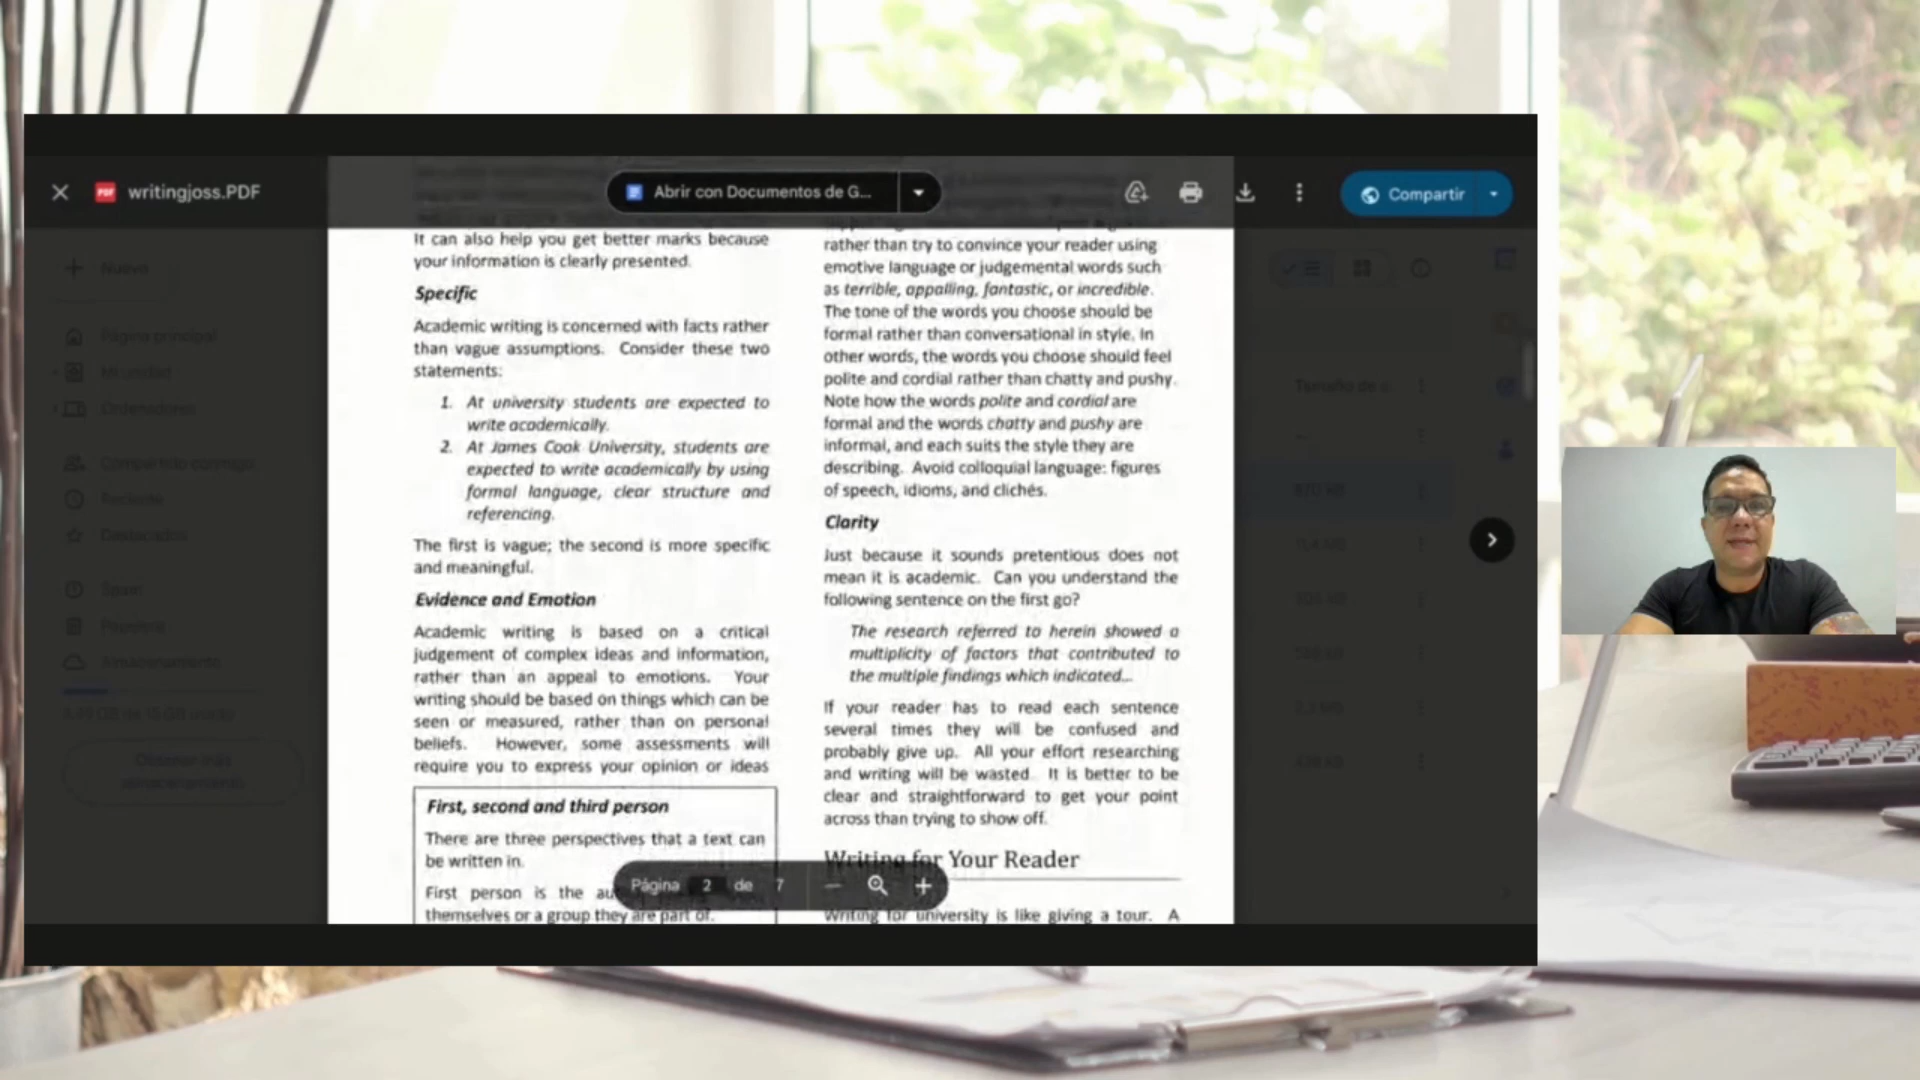 writingjoss.PDF
Abrir con Documentos de G...
Compartir
It can also help you get better marks because
your information is clearly presented.
Specific
Academic writing is concerned with facts rather
than vague assumptions. Consider these two
statements:
1. At university students are expected to
write academically.
2. At James Cook University, students are
expected to write academically by using
formal language, clear structure and
referencing.
The first is vague; the second is more specific
and meaningful.
Evidence and Emotion
Academic writing is based on a critical
judgement of complex ideas and information,
rather than an appeal to emotions. Your
writing should be based on things which can be
seen or measured, rather than on personal
beliefs. However, some assessments will
require you to express your opinion or ideas
First, second and third person
There are three perspectives that a text can
be written in.
First person is the
themselves or a group they are part of.
rather than try to convince your reader using
emotive language or judgemental words such
as terrible, appalling, fantastic, or incredible.
The tone of the words you choose should be
formal rather than conversational in style. In
other words, the words you choose should feel
polite and cordial rather than chatty and pushy.
Note how the words polite and cordial are
formal and the words chatty and pushy are
informal, and each suits the style they are
describing. Avoid colloquial language: figures
of speech, idioms, and clichés.
Clarity
Just because it sounds pretentious does not
mean it is academic. Can you understand the
following sentence on the first go?
The research referred to herein showed a
multiplicity of factors that contributed to
the multiple findings which indicated...
If your reader has to read each sentence
several times they will be confused and
probably give up. All your effort researching
and writing will be wasted. It is better to be
clear and straightforward to get your point
across than trying to show off.
Writing for Your Reader
Writing for university is like giving a tour. A
Página 2 de 7
Nuevo
Página principal
Mi unidad
Ordenadores
Compartido conmigo
Reciente
Destacados
Spam
Papelera
Almacenamiento
Obtener más
almacenamiento